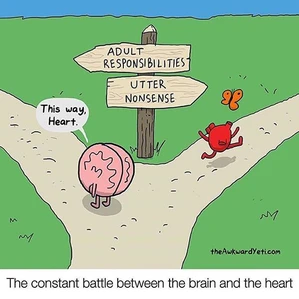 ADULT
RESPONSIBILITIES
UTTER
NONSENSE
This way,
Heart.
theAwkwardYeti.com
The constant battle between the brain and the heart